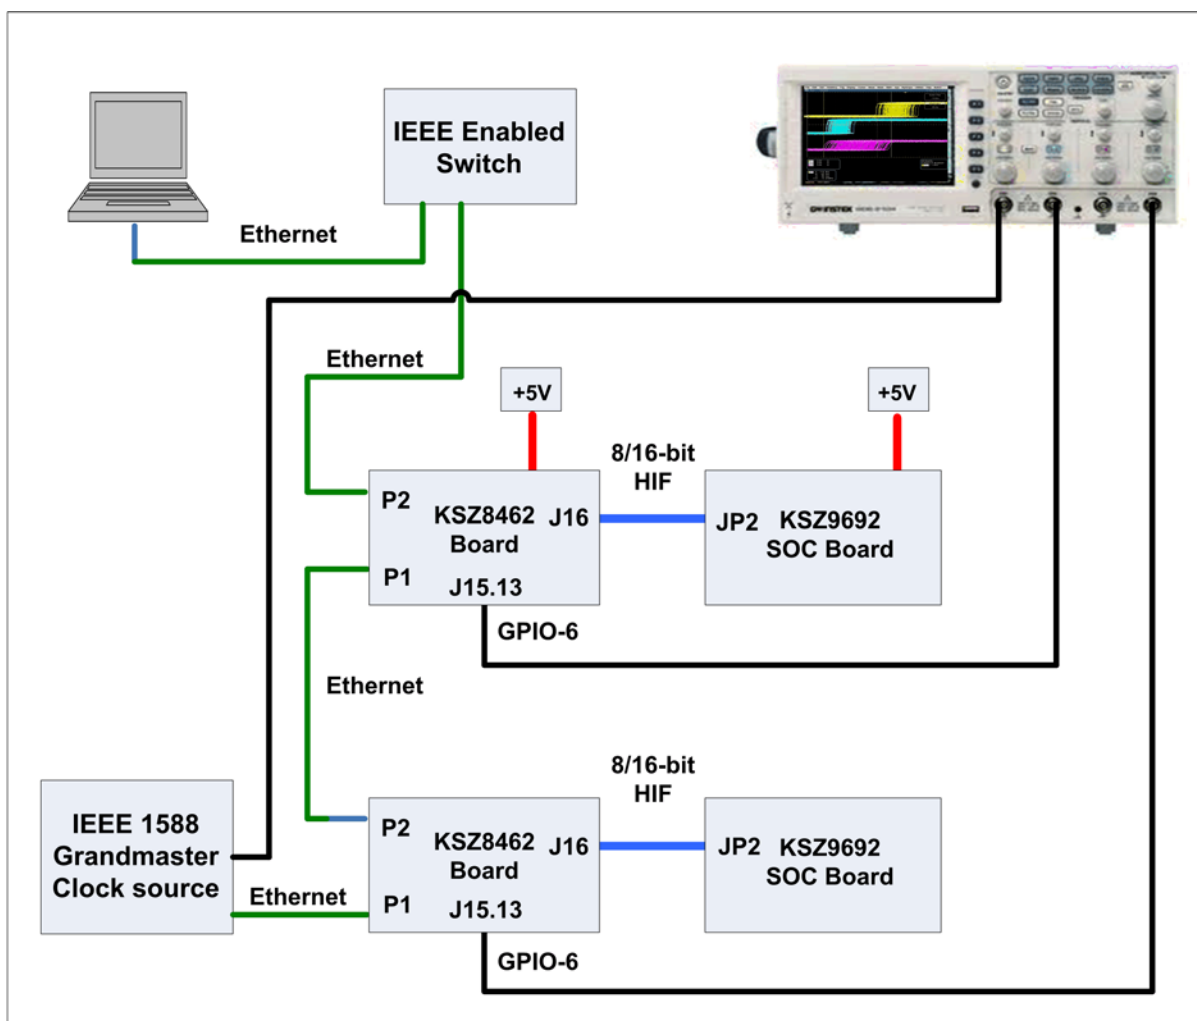 IEEE Enabled
Switch
Ethernet
GWINSTEK
Ethernet
+5V
+5V
8/16-bit
HIF
P2
KSZ8462
Board
J16
JP2
KSZ9692
SOC Board
P1
J15.13
GPIO-6
Ethernet
8/16-bit
HIF
IEEE 1588
Grandmaster
Clock source
Ethernet
P2
KSZ8462
Board
J16
JP2
KSZ9692
SOC Board
P1
J15.13
GPIO-6